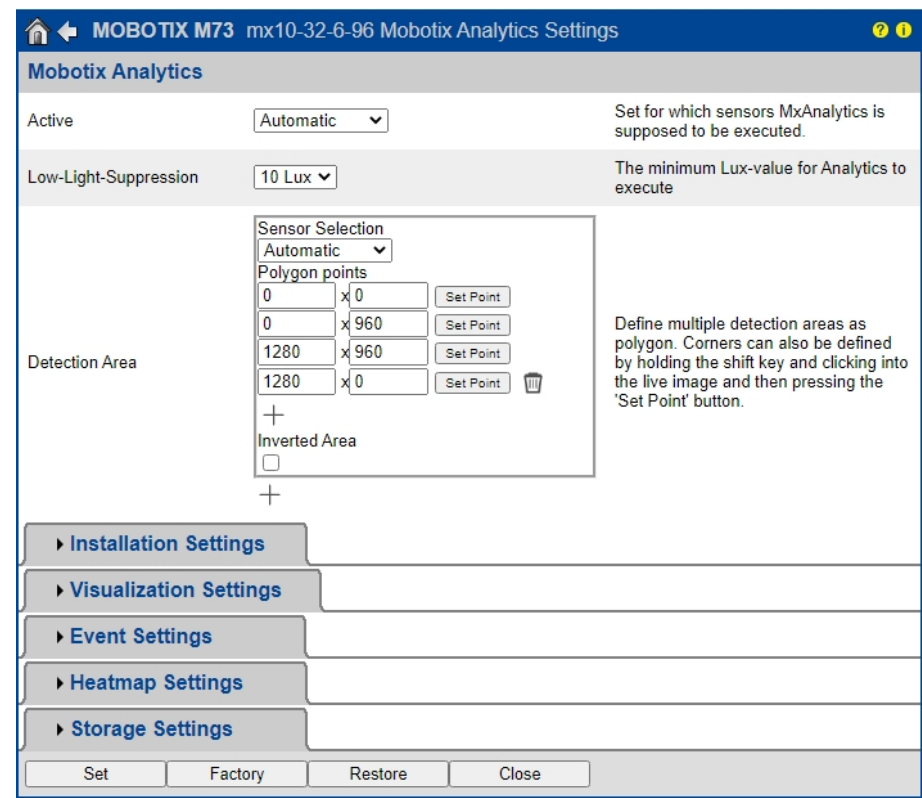 MOBOTIX M73 mx10-32-6-96 Mobotix Analytics Settings ? i
Mobotix Analytics
Active Automatic Set for which sensors MxAnalytics is
supposed to be executed.
Low-Light-Suppression 10 Lux The minimum Lux-value for Analytics to
execute
Detection Area
Sensor Selection
Automatic
Polygon points
0 x 0 Set Point
0 x 960 Set Point
1280 x 960 Set Point
1280 x 0 Set Point
Inverted Area
Define multiple detection areas as
polygon. Corners can also be defined
by holding the shift key and clicking into
the live image and then pressing the
'Set Point' button.
Installation Settings
Visualization Settings
Event Settings
Heatmap Settings
Storage Settings
Set Factory Restore Close